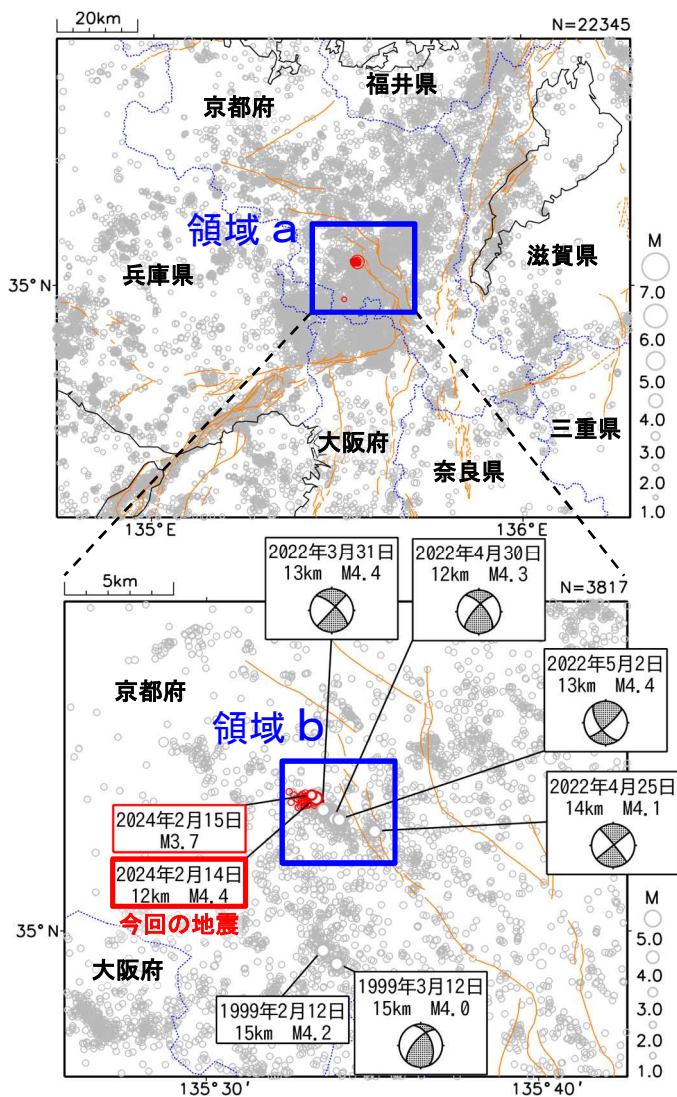 20km
N=22345
福井県
京都府
領域 a
兵庫県
滋賀県
35°N
M
7.0
6.0
5.0
4.0
3.0
2.0
1.0
大阪府
奈良県
三重県
135°E
136°E
5km
N=3817
2022年3月31日
13km M4.4
2022年4月30日
12km M4.3
京都府
領域 b
2022年5月2日
13km M4.4
2022年4月25日
14km M4.1
2024年2月15日
M3.7
2024年2月14日
12km M4.4
今回の地震
35°N
大阪府
1999年3月12日
15km M4.0
1999年2月12日
15km M4.2
M
5.0
4.0
3.0
2.0
1.0
135°30'
135°40'